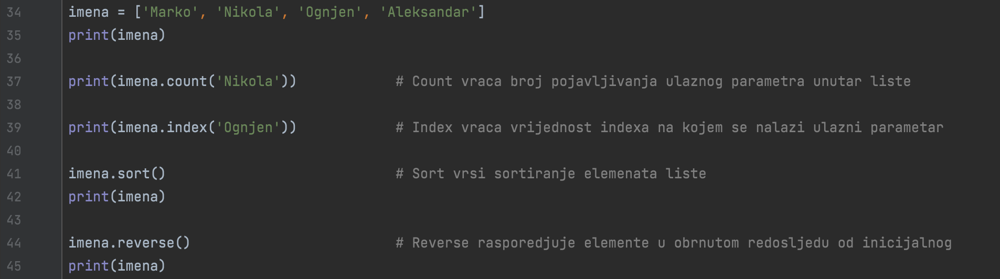 34 imena = ['Marko', 'Nikola', 'Ognjen', 'Aleksandar']
35 print(imena)
36
37 print(imena.count('Nikola')) # Count vraca broj pojavljivanja ulaznog parametra unutar liste
38
39 print(imena.index('Ognjen')) # Index vraca vrijednost indexa na kojem se nalazi ulazni parametar
40
41 imena.sort() # Sort vrsi sortiranje elemenata liste
42 print(imena)
43
44 imena.reverse() # Reverse rasporedjuje elemente u obrnutom redosljedu od inicijalnog
45 print(imena)